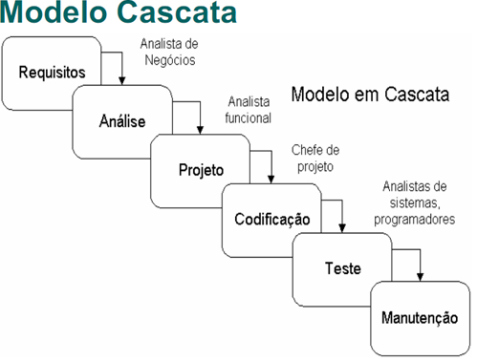 Modelo Cascata
Requisitos
Analista de
Negócios
Análise
Analista
funcional
Modelo em Cascata
Projeto
Chefe de
projeto
Codificação
Analistas de
sistemas,
programadores
Teste
Manutenção